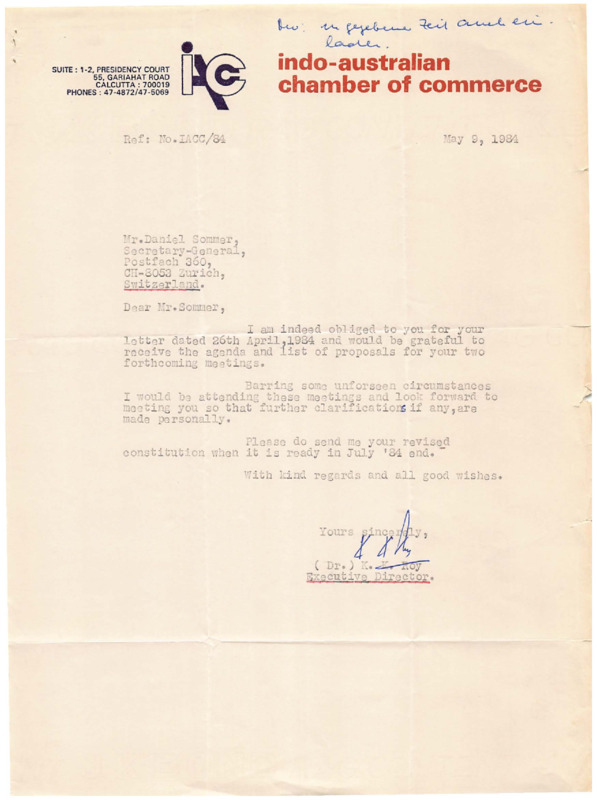 zu gegebener Zeit auch ein-
laden.
SUITE : 1-2, PRESIDENCY COURT
55, GARIAHAT ROAD
CALCUTTA : 700019
PHONES : 47-4872/47-5069
iACC
indo-australian
chamber of commerce
Ref: No.IACC/84
May 9, 1984
Mr.Daniel Sommer,
Secretary-General,
Postfach 360,
CH-8053 Zurich,
Switzerland.
Dear Mr.Sommer,
I am indeed obliged to you for your
letter dated 26th April,1984 and would be grateful to
receive the agenda and list of proposals for your two
forthcoming meetings.
Barring some unforseen circumstances
I would be attending these meetings and look forward to
meeting you so that further clarifications if any,are
made personally.
Please do send me your revised
constitution when it is ready in July '84 end.
With kind regards and all good wishes.
Yours sincerely,
K K Roy
( Dr.) K. K. Roy
Executive Director.